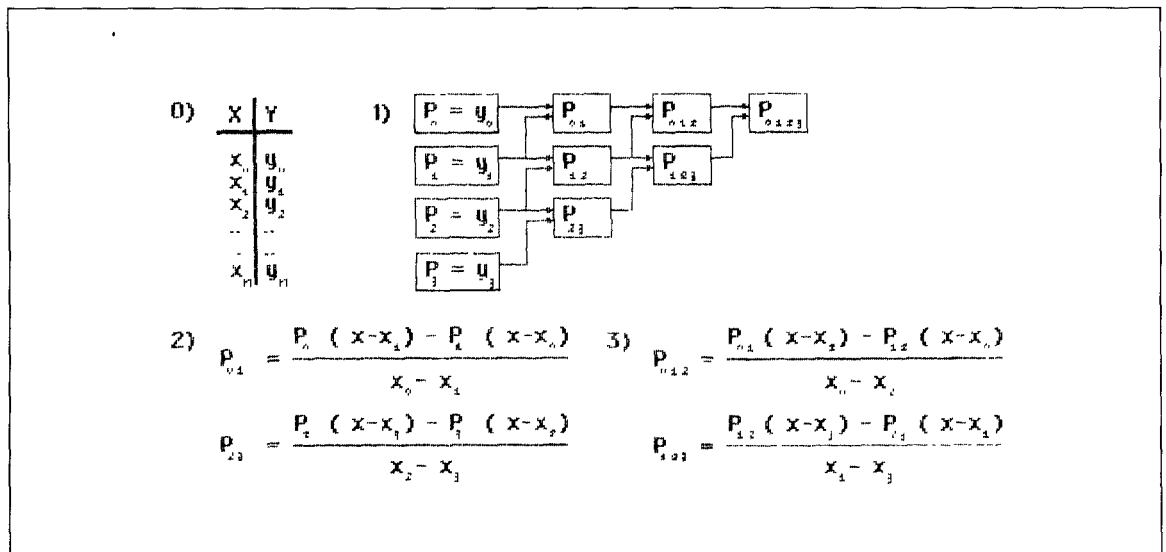 0) X Y
x₀ y₀
x₁ y₁
x₂ y₂
.. ..
.. ..
xₙ yₙ
1) P₀ = y₀ P₀₁ P₀₁₂ P₀₁₂₃
P₁ = y₁ P₁₂ P₁₂₃
P₂ = y₂ P₂₃
P₃ = y₃
2) P₀₁ = P₀ ( x-x₁) - P₁ ( x-x₀) / x₀- x₁
P₂₃ = P₂ ( x-x₃) - P₃ ( x-x₂) / x₂- x₃
3) P₀₁₂ = P₀₁ ( x-x₂) - P₁₂ ( x-x₀) / x₀- x₂
P₁₂₃ = P₁₂ ( x-x₃) - P₂₃ ( x-x₁) / x₁- x₃